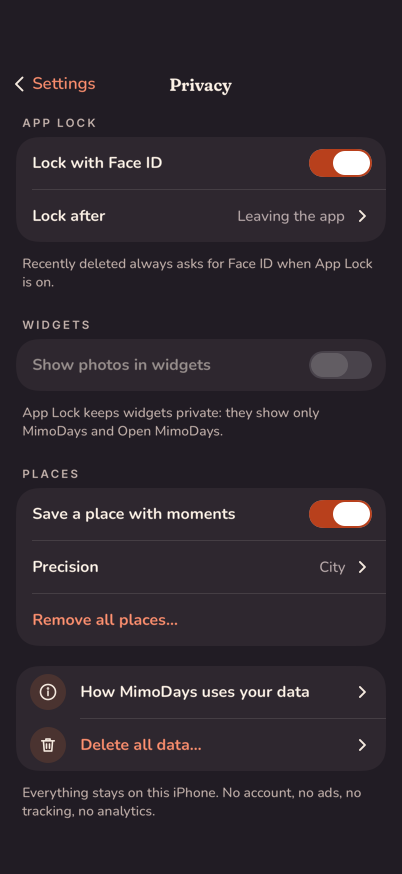 Settings
Privacy
APP LOCK
Lock with Face ID
Lock after
Leaving the app
Recently deleted always asks for Face ID when App Lock
is on.
WIDGETS
Show photos in widgets
App Lock keeps widgets private: they show only
MimoDays and Open MimoDays.
PLACES
Save a place with moments
Precision
City
Remove all places...
How MimoDays uses your data
Delete all data...
Everything stays on this iPhone. No account, no ads, no
tracking, no analytics.